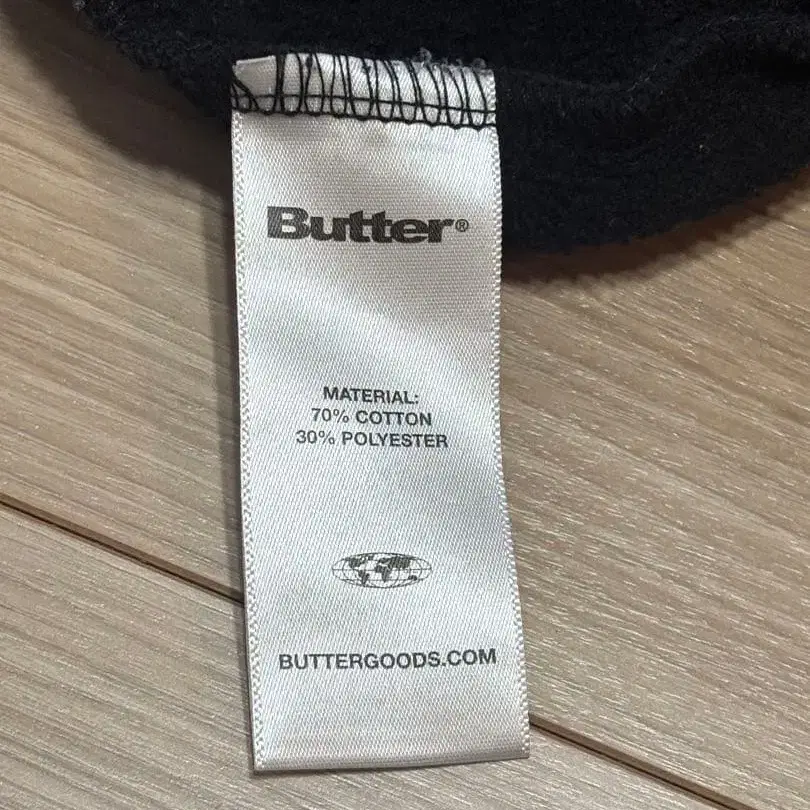 Butter®
MATERIAL:
70% COTTON
30% POLYESTER
BUTTERGOODS.COM